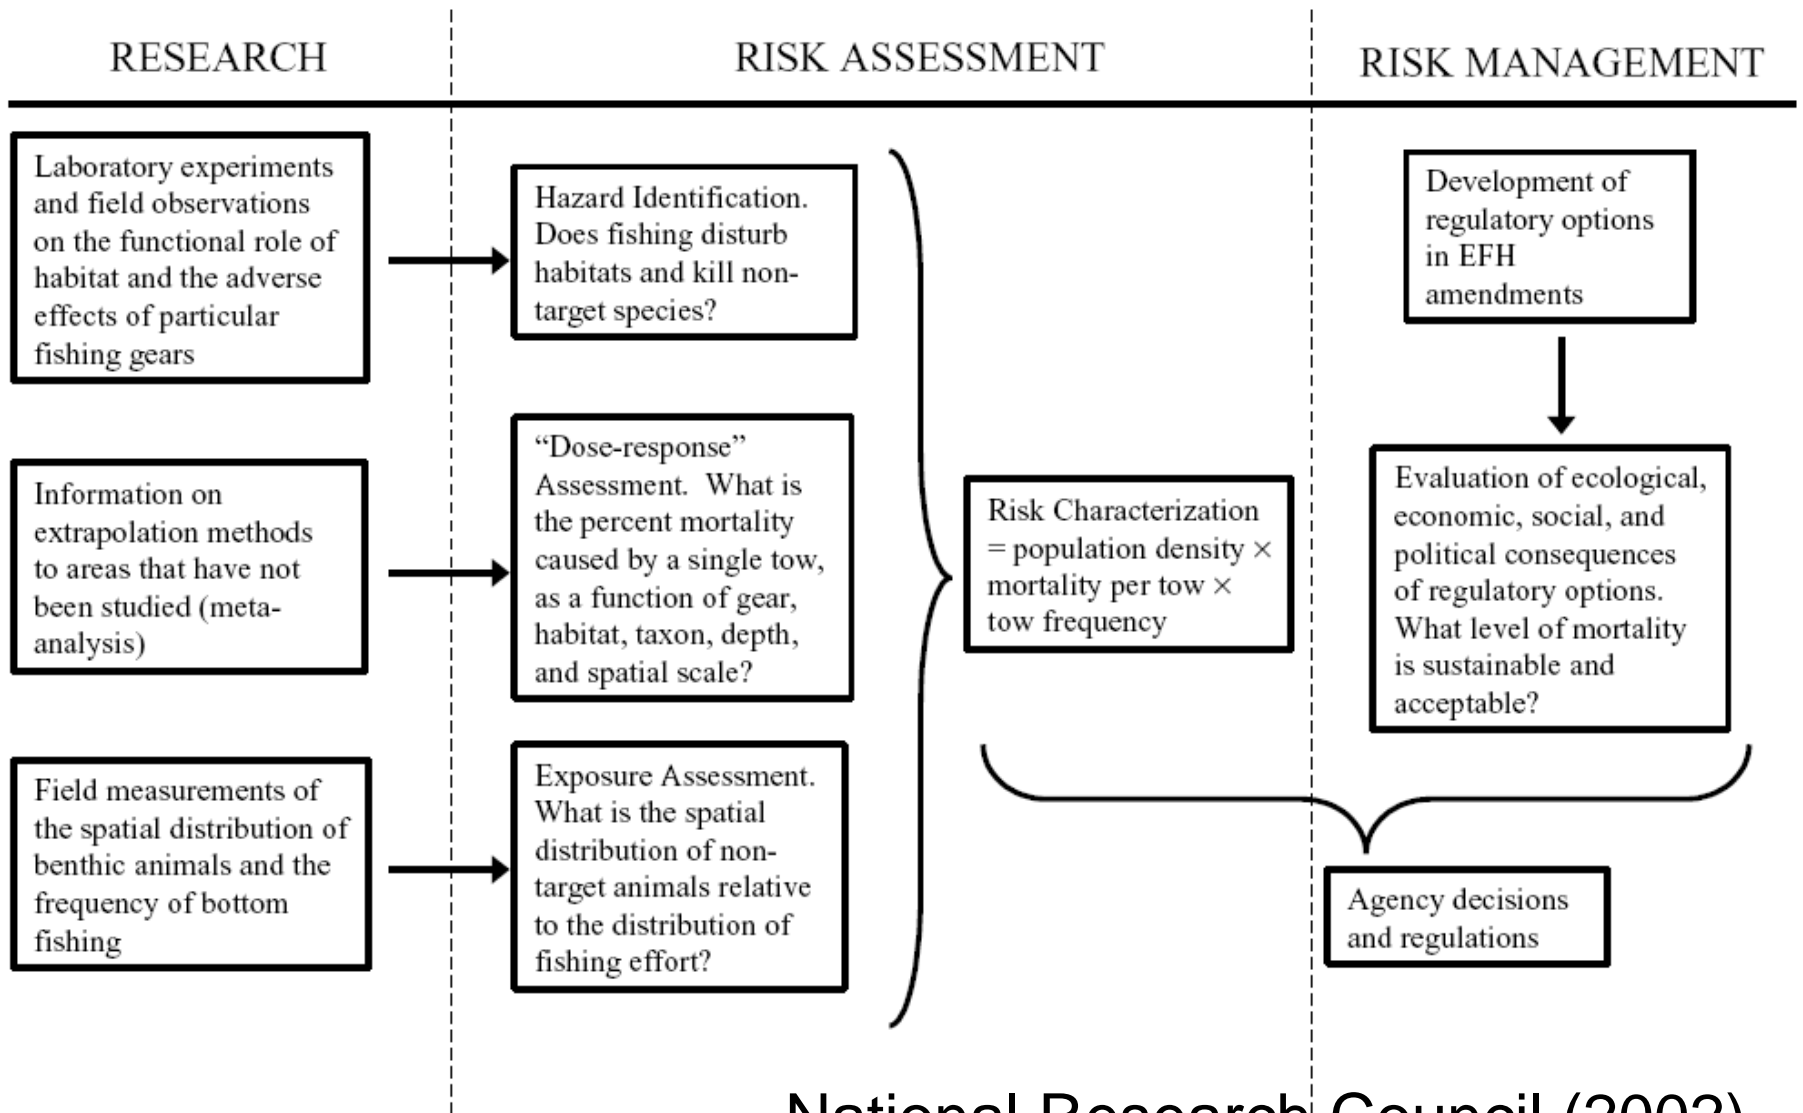 RESEARCH
RISK ASSESSMENT
RISK MANAGEMENT
Laboratory experiments
and field observations
on the functional role of
habitat and the adverse
effects of particular
fishing gears
Information on
extrapolation methods
to areas that have not
been studied (meta-
analysis)
Field measurements of
the spatial distribution of
benthic animals and the
frequency of bottom
fishing
Hazard Identification.
Does fishing disturb
habitats and kill non-
target species?
“Dose-response”
Assessment.  What is
the percent mortality
caused by a single tow,
as a function of gear,
habitat, taxon, depth,
and spatial scale?
Exposure Assessment.
What is the spatial
distribution of non-
target animals relative
to the distribution of
fishing effort?
Risk Characterization
= population density ×
mortality per tow ×
tow frequency
Development of
regulatory options
in EFH
amendments
Evaluation of ecological,
economic, social, and
political consequences
of regulatory options.
What level of mortality
is sustainable and
acceptable?
Agency decisions
and regulations
National Research Council